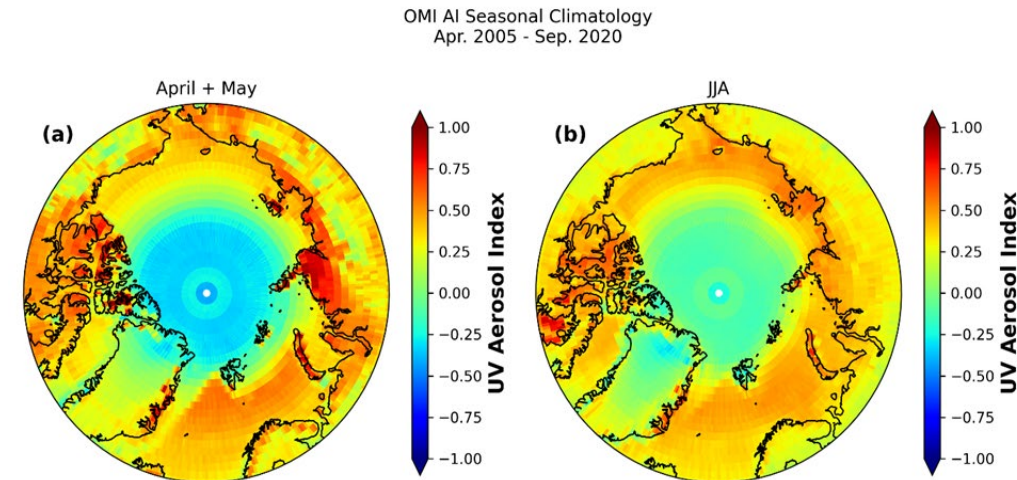 OMI AI Seasonal Climatology
Apr. 2005 - Sep. 2020
April + May
(a)
1.00
0.75
0.50
0.25
0.00
−0.25
−0.50
−0.75
−1.00
UV Aerosol Index
JJA
(b)
1.00
0.75
0.50
0.25
0.00
−0.25
−0.50
−0.75
−1.00
UV Aerosol Index